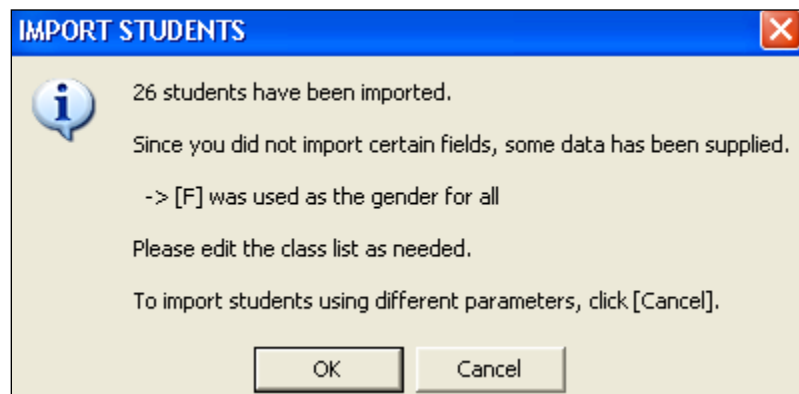 IMPORT STUDENTS
26 students have been imported.
Since you did not import certain fields, some data has been supplied.
-> [F] was used as the gender for all
Please edit the class list as needed.
To import students using different parameters, click [Cancel].
OK
Cancel